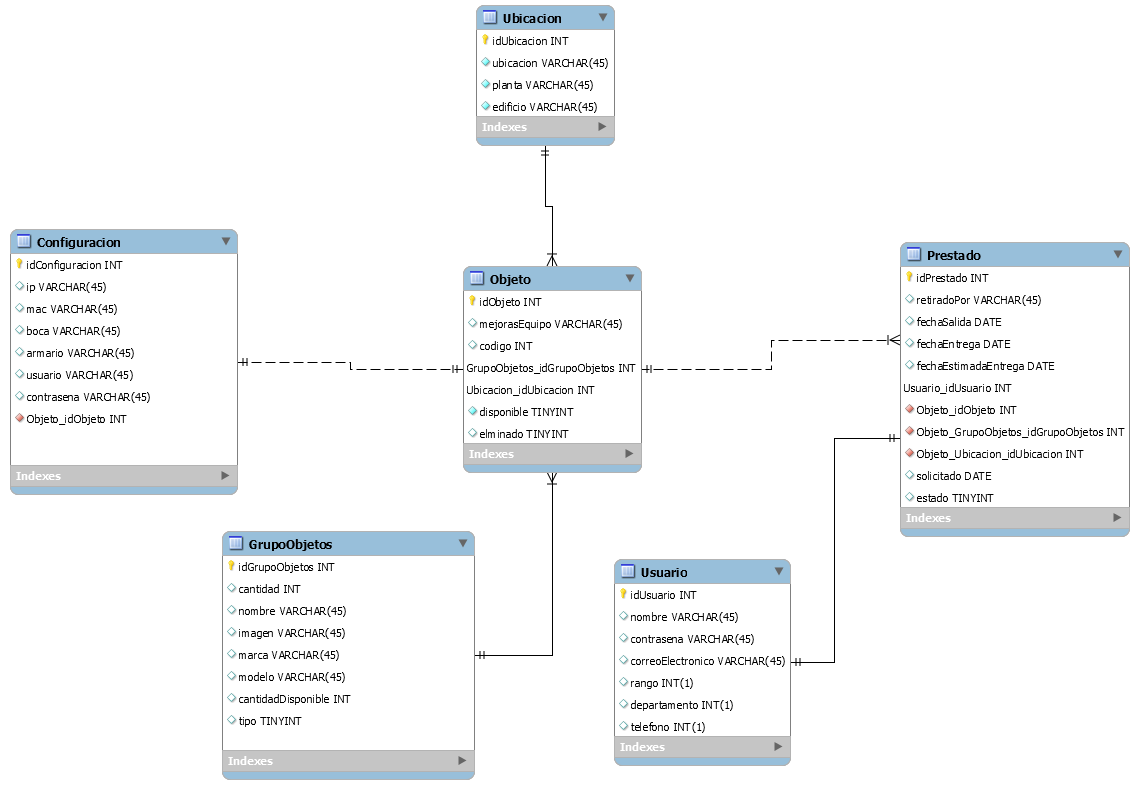 Ubicacion
idUbicacion INT
ubicacion VARCHAR(45)
planta VARCHAR(45)
edificio VARCHAR(45)
Indexes
Configuracion
idConfiguracion INT
ip VARCHAR(45)
mac VARCHAR(45)
boca VARCHAR(45)
armario VARCHAR(45)
usuario VARCHAR(45)
contrasena VARCHAR(45)
Objeto_idObjeto INT
Indexes
Objeto
idObjeto INT
mejorasEquipo VARCHAR(45)
codigo INT
GrupoObjetos_idGrupoObjetos INT
Ubicacion_idUbicacion INT
disponible TINYINT
elminado TINYINT
Indexes
Prestado
idPrestado INT
retiradoPor VARCHAR(45)
fechaSalida DATE
fechaEntrega DATE
fechaEstimadaEntrega DATE
Usuario_idUsuario INT
Objeto_idObjeto INT
Objeto_GrupoObjetos_idGrupoObjetos INT
Objeto_Ubicacion_idUbicacion INT
solicitado DATE
estado TINYINT
Indexes
GrupoObjetos
idGrupoObjetos INT
cantidad INT
nombre VARCHAR(45)
imagen VARCHAR(45)
marca VARCHAR(45)
modelo VARCHAR(45)
cantidadDisponible INT
tipo TINYINT
Indexes
Usuario
idUsuario INT
nombre VARCHAR(45)
contrasena VARCHAR(45)
correoElectronico VARCHAR(45)
rango INT(1)
departamento INT(1)
telefono INT(1)
Indexes